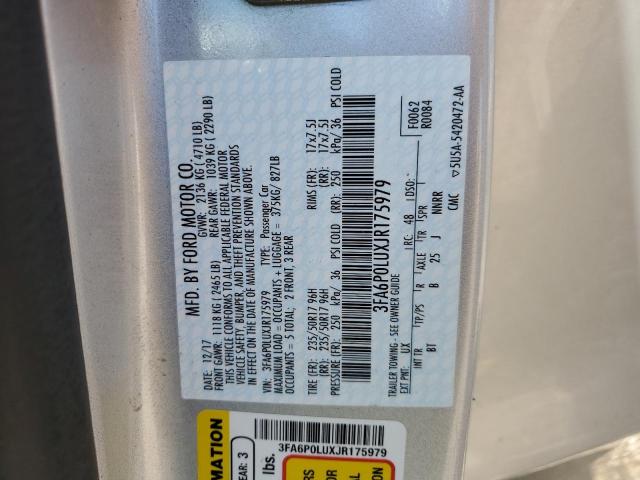 MFD. BY FORD MOTOR CO.
DATE: 12/17 GVWR: 2136 KG ( 4710 LB)
FRONT GAWR: 1118 KG ( 2465 LB) REAR GAWR: 1039 KG ( 2290 LB)
THIS VEHICLE CONFORMS TO ALL APPLICABLE FEDERAL MOTOR
VEHICLE SAFETY, BUMPER, AND THEFT PREVENTION STANDARDS
IN EFFECT ON THE DATE OF MANUFACTURE SHOWN ABOVE.
VIN: 3FA6P0LUXJR175979 TYPE: Passenger Car
MAXIMUM LOAD = OCCUPANTS + LUGGAGE = 375KG/ 827LB
OCCUPANTS = 5 TOTAL; 2 FRONT, 3 REAR
TIRE (FR): 235/50R17 96H RIMS (FR): 17x7.5J
TIRE (RR): 235/50R17 96H (RR): 17x7.5J
PRESSURE (FR): 250 kPa/ 36 PSI COLD (RR): 250 kPa/ 36 PSI COLD
3FA6P0LUXJR175979
TRAILER TOWING - SEE OWNER GUIDE F0062
R0084
EXT PNT: UX RC: 48 DSO:
INT TR TP/PS R AXLE TR SPR
BT B 25 J NNRR
CMC ▽5U5A-5420472-AA
3FA6P0LUXJR175979
MATION
EAR: 3
lbs.